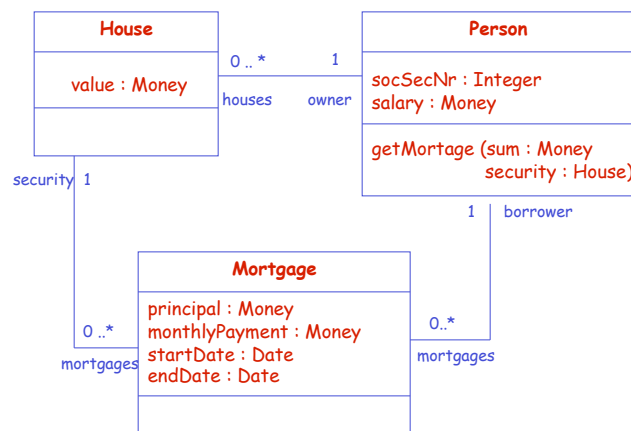 House
value : Money
0 .. *
1
houses
owner
Person
socSecNr : Integer
salary : Money
getMortage (sum : Money
security : House)
security 1
1 borrower
Mortgage
principal : Money
monthlyPayment : Money
startDate : Date
endDate : Date
0 ..*
mortgages
0..*
mortgages